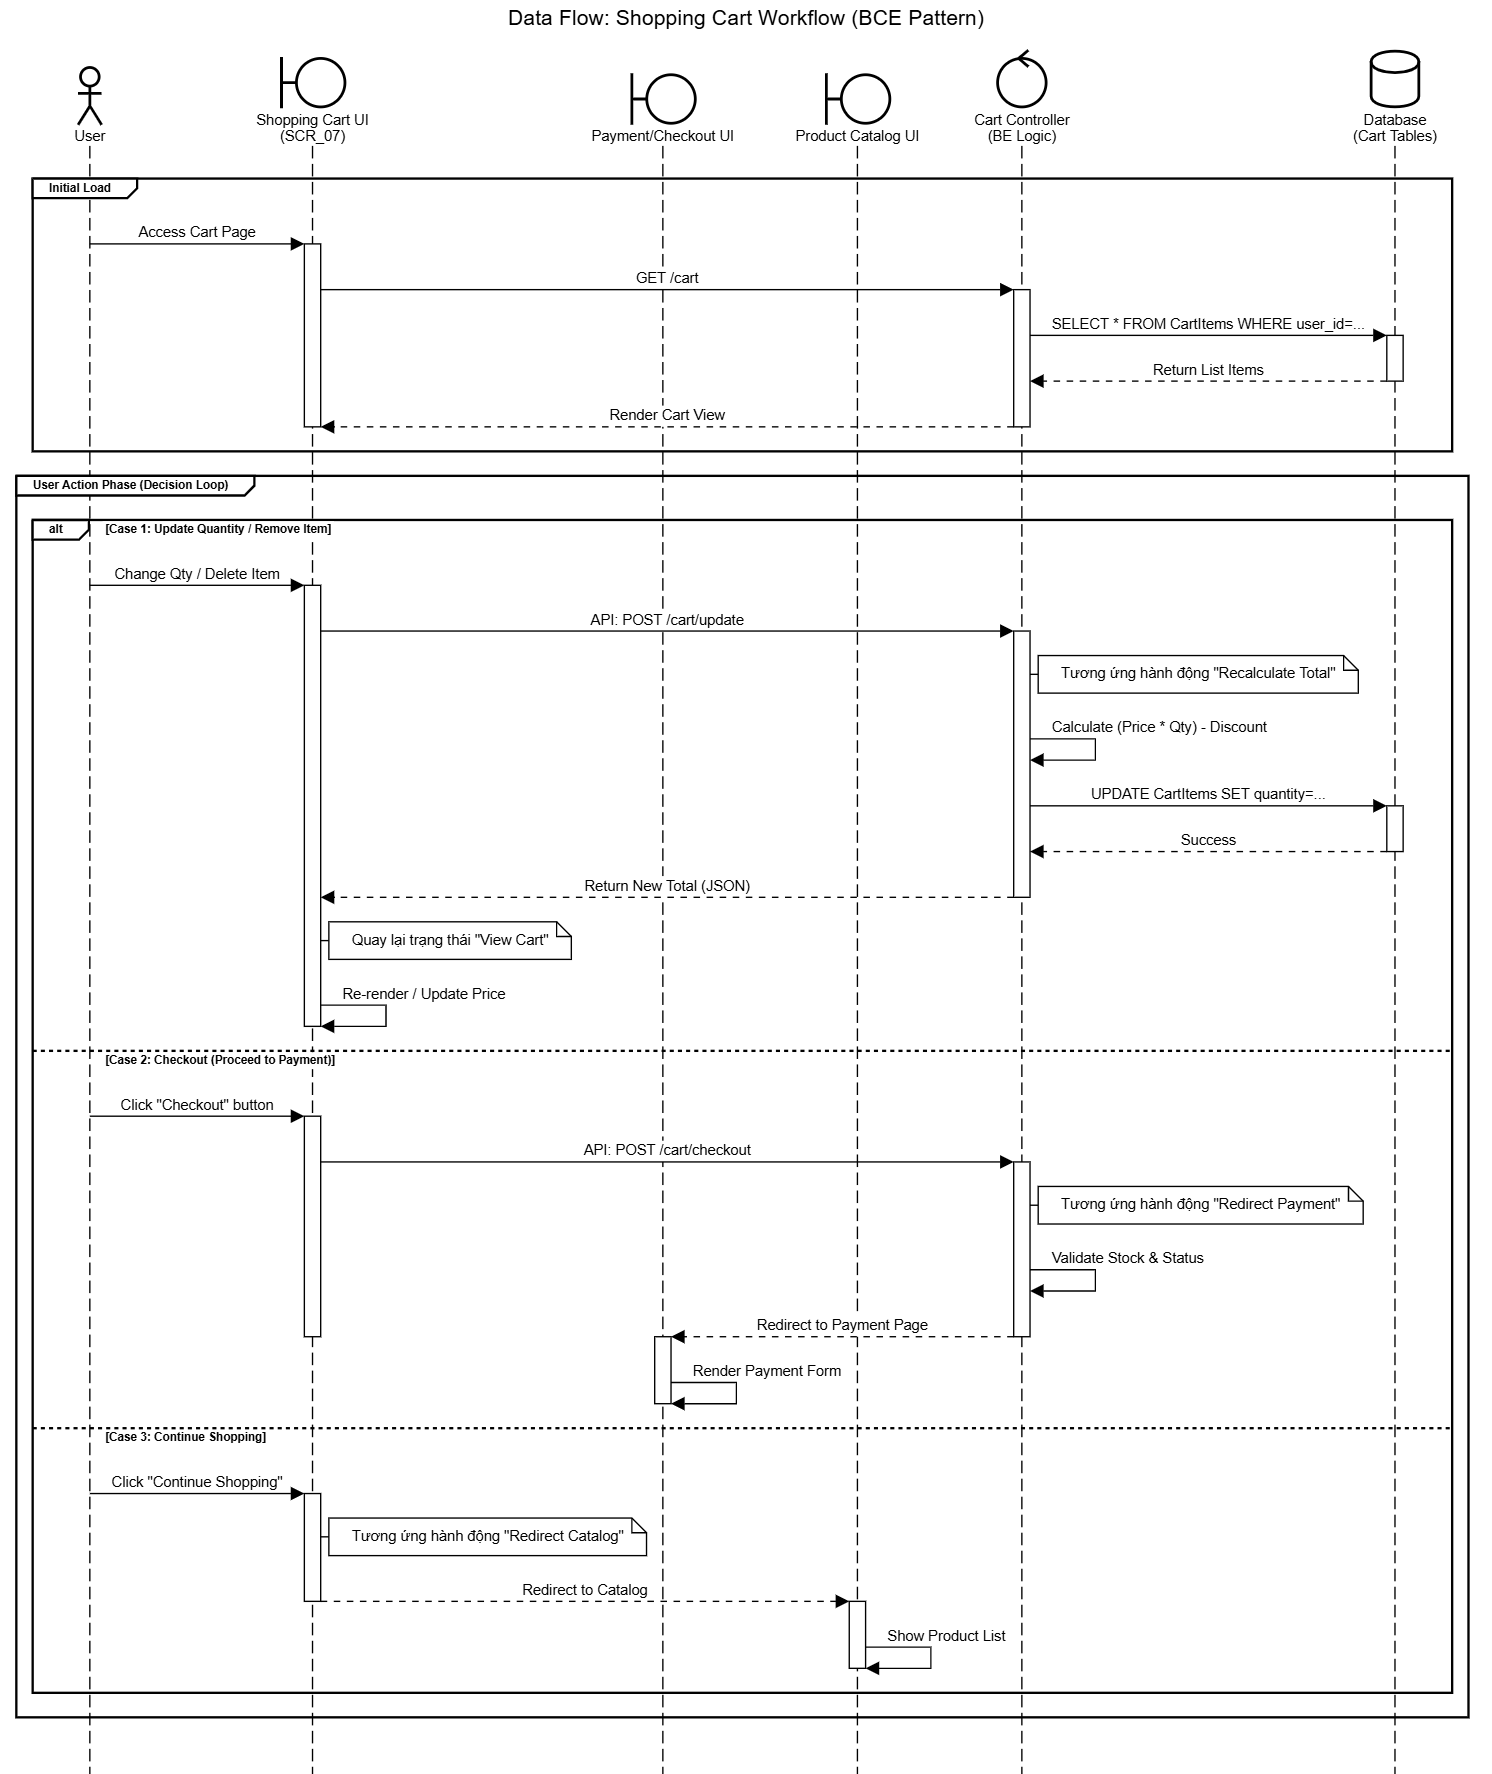 Data Flow: Shopping Cart Workflow (BCE Pattern)
User
Shopping Cart UI
(SCR_07)
Payment/Checkout UI
Product Catalog UI
Cart Controller
(BE Logic)
Database
(Cart Tables)
Initial Load
Access Cart Page
GET /cart
SELECT * FROM CartItems WHERE user_id=...
Return List Items
Render Cart View
User Action Phase (Decision Loop)
alt
[Case 1: Update Quantity / Remove Item]
Change Qty / Delete Item
API: POST /cart/update
Tương ứng hành động "Recalculate Total"
Calculate (Price * Qty) - Discount
UPDATE CartItems SET quantity=...
Success
Return New Total (JSON)
Quay lại trạng thái "View Cart"
Re-render / Update Price
[Case 2: Checkout (Proceed to Payment)]
Click "Checkout" button
API: POST /cart/checkout
Tương ứng hành động "Redirect Payment"
Validate Stock & Status
Redirect to Payment Page
Render Payment Form
[Case 3: Continue Shopping]
Click "Continue Shopping"
Tương ứng hành động "Redirect Catalog"
Redirect to Catalog
Show Product List